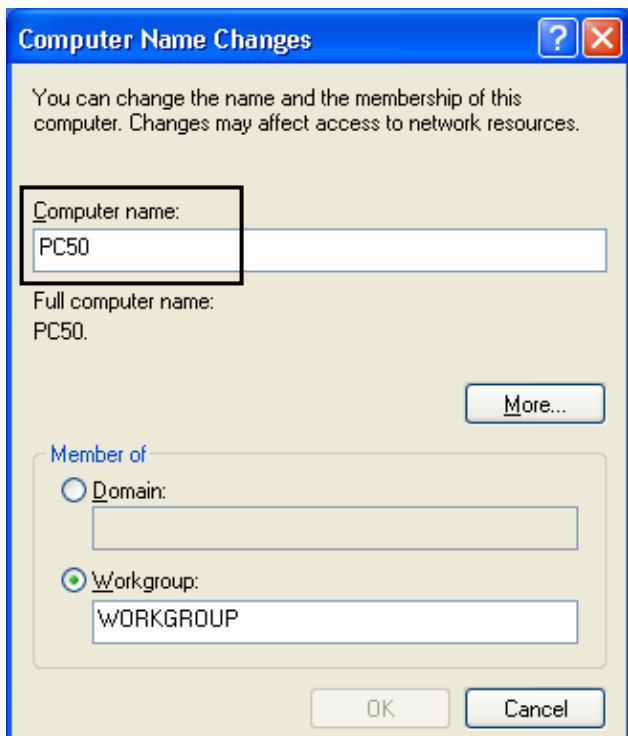 Computer Name Changes
You can change the name and the membership of this
computer. Changes may affect access to network resources.
Computer name:
PC50
Full computer name:
PC50.
More...
Member of
Domain:
Workgroup:
WORKGROUP
OK Cancel